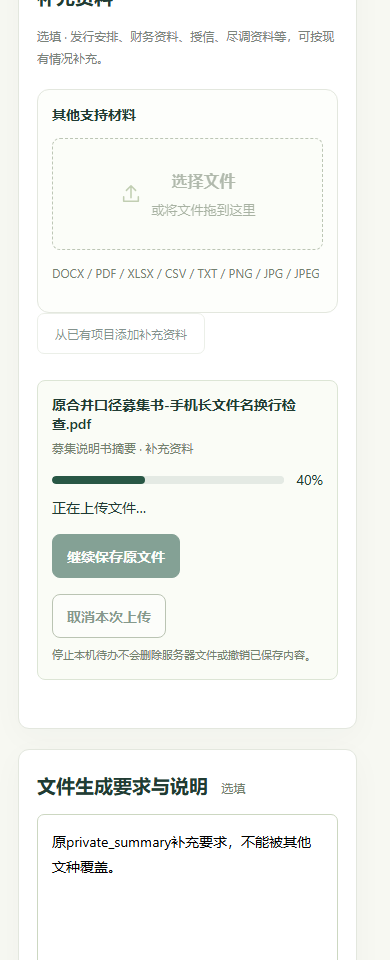 补充资料
选填 · 发行安排、财务资料、授信、尽调资料等，可按现
有情况补充。
其他支持材料
选择文件
或将文件拖到这里
DOCX / PDF / XLSX / CSV / TXT / PNG / JPG / JPEG
从已有项目添加补充资料
原合并口径募集书-手机长文件名换行检
查.pdf
募集说明书摘要 · 补充资料
40%
正在上传文件...
继续保存原文件
取消本次上传
停止本机待办不会删除服务器文件或撤销已保存内容。
文件生成要求与说明 选填
原private_summary补充要求，不能被其他
文种覆盖。